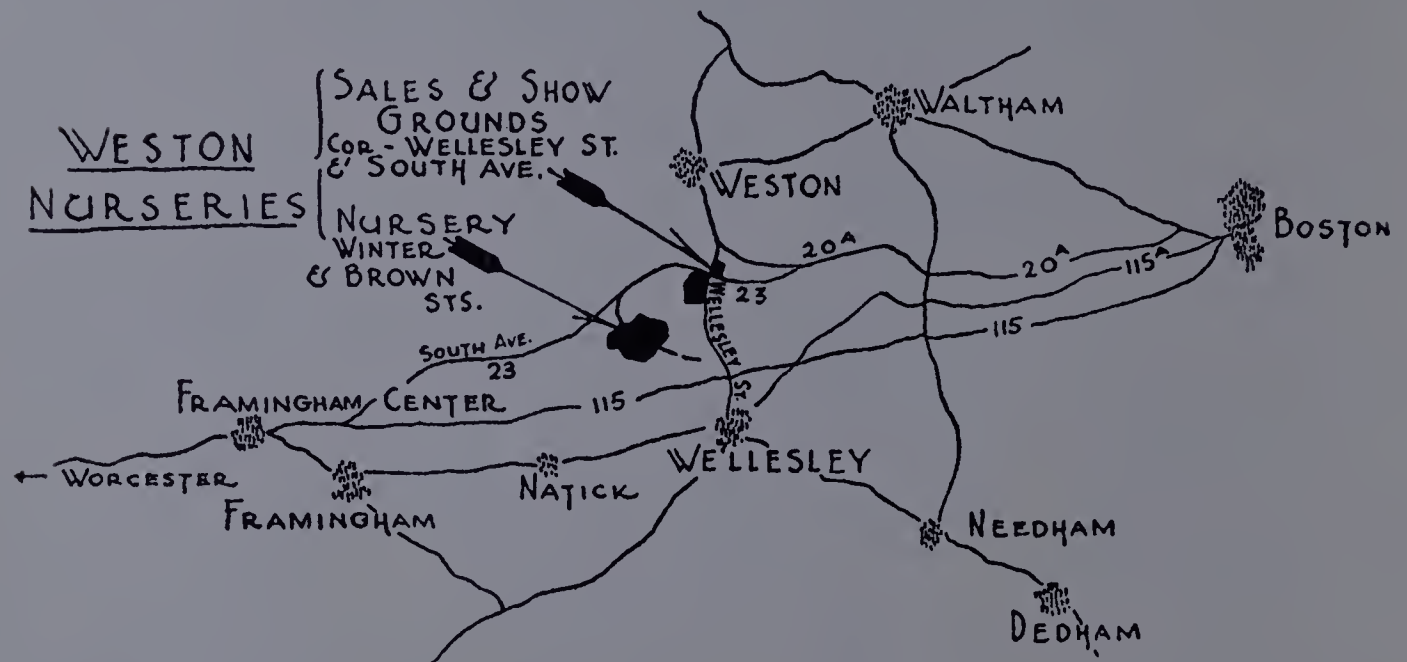 WESTON
NURSERIES
SALES & SHOW
GROUNDS
COR - WELLESLEY ST.
& SOUTH AVE.
NURSERY
WINTER
& BROWN
STS.
WALTHAM
WESTON
BOSTON
20A
20A
115A
23
WELLESLEY ST.
115
SOUTH AVE.
23
FRAMINGHAM CENTER
115
← WORCESTER
FRAMINGHAM
NATICK
WELLESLEY
NEEDHAM
DEDHAM